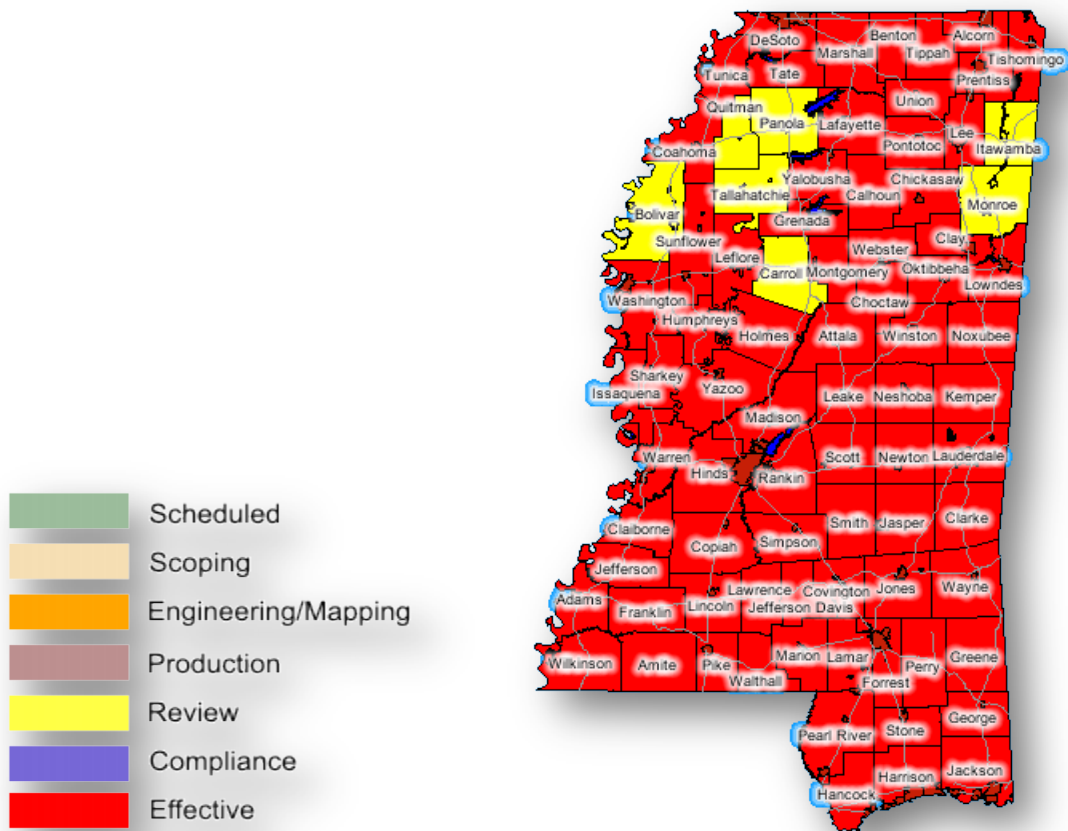 DeSoto
Benton
Alcorn
Marshall
Tippah
Tishomingo
Tunica
Tate
Prentiss
Quitman
Union
Panola
Lafayette
Lee
Coahoma
Pontotoc
Itawamba
Yalobusha
Chickasaw
Tallahatchie
Calhoun
Monroe
Bolivar
Grenada
Sunflower
Clay
Webster
Leflore
Carroll
Montgomery
Oktibbeha
Lowndes
Washington
Choctaw
Humphreys
Holmes
Attala
Winston
Noxubee
Sharkey
Yazoo
Issaquena
Leake
Neshoba
Kemper
Madison
Warren
Hinds
Rankin
Scott
Newton
Lauderdale
Claiborne
Copiah
Simpson
Smith
Jasper
Clarke
Jefferson
Lawrence
Covington
Jones
Wayne
Adams
Franklin
Lincoln
Jefferson Davis
Wilkinson
Amite
Pike
Walthall
Marion
Lamar
Forrest
Perry
Greene
Pearl River
Stone
George
Hancock
Harrison
Jackson
Scheduled
Scoping
Engineering/Mapping
Production
Review
Compliance
Effective